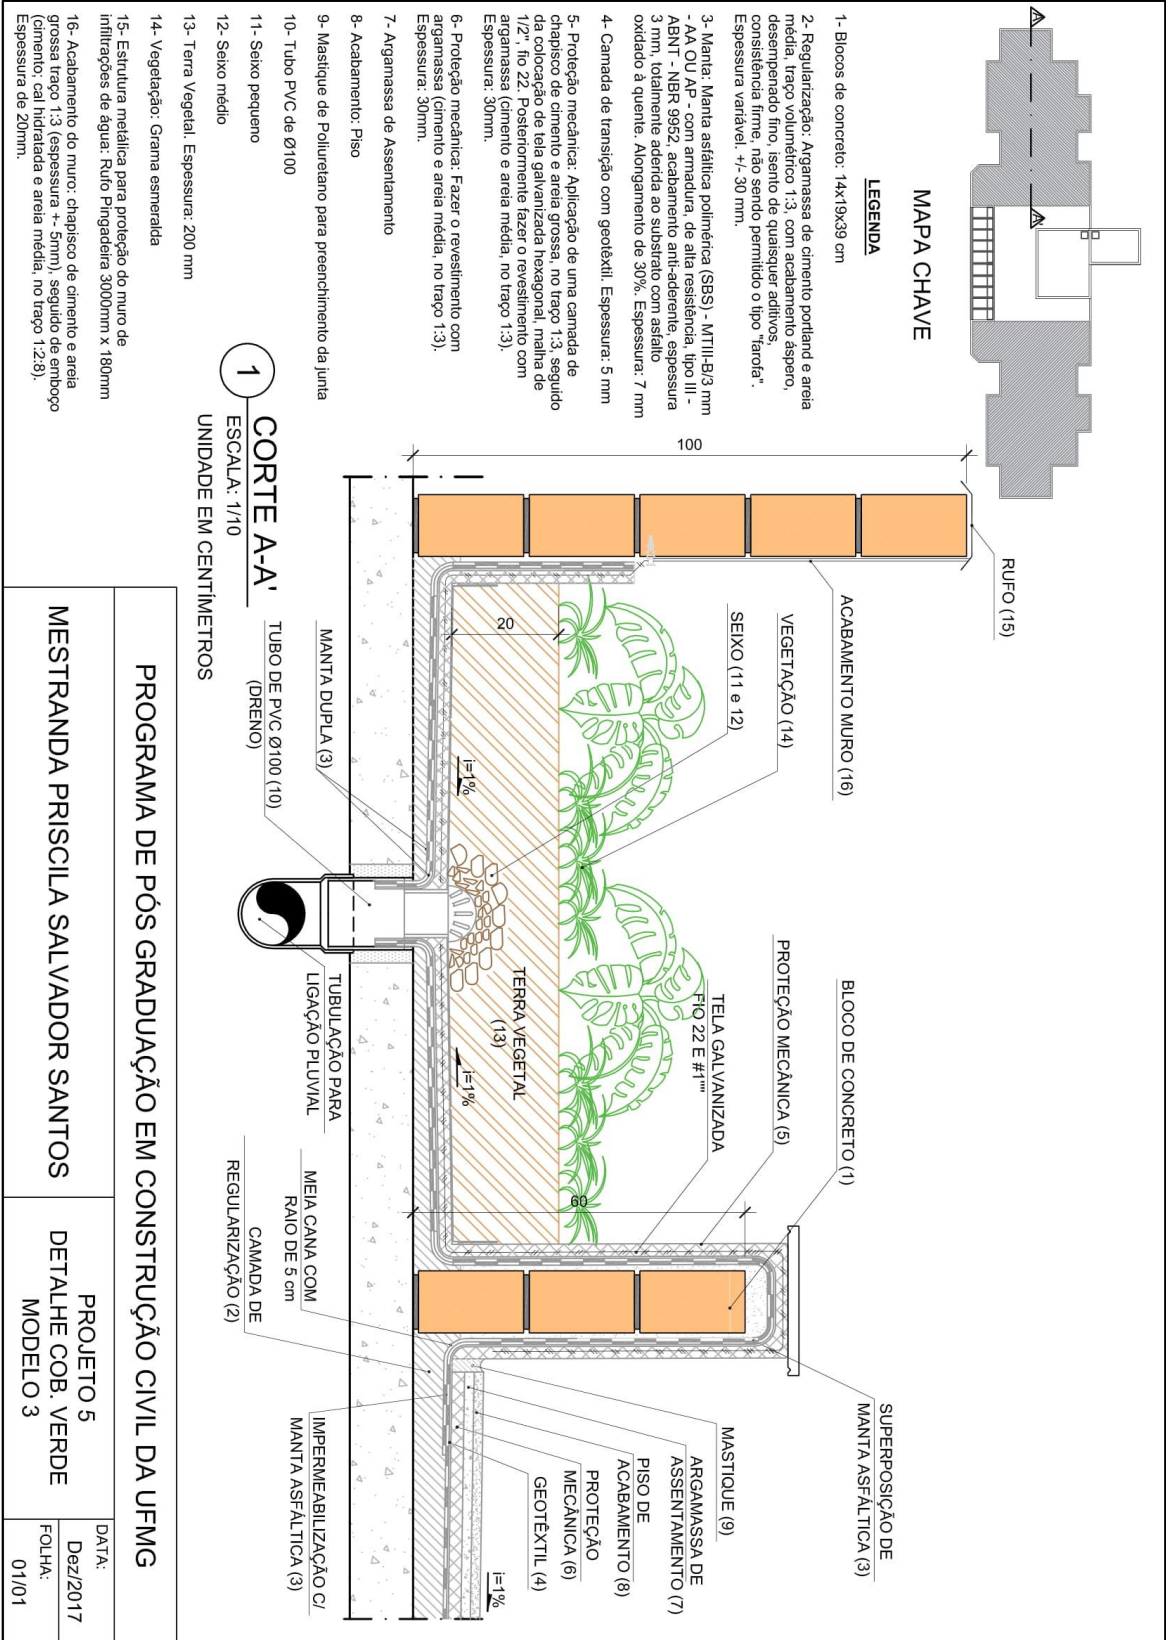 MAPA CHAVE
A
A'
LEGENDA
1- Blocos de concreto: 14x19x39 cm
2- Regularização: Argamassa de cimento portland e areia
média, traço volumétrico 1:3, com acabamento áspero,
desempenado fino, isento de quaisquer aditivos,
consistência firme, não sendo permitido o tipo "farofa".
Espessura variável. +/- 30 mm.
3- Manta: Manta asfáltica polimérica (SBS) - MTIII-B/3 mm
- AA OU AP - com armadura, de alta resistência, tipo III -
ABNT - NBR 9952, acabamento anti-aderente, espessura
3 mm, totalmente aderida ao substrato com asfalto
oxidado à quente. Alongamento de 30%. Espessura: 7 mm
4- Camada de transição com geotêxtil. Espessura: 5 mm
5- Proteção mecânica: Aplicação de uma camada de
chapisco de cimento e areia grossa, no traço 1:3, seguido
da colocação de tela galvanizada hexagonal, malha de
1/2", fio 22. Posteriormente fazer o revestimento com
argamassa (cimento e areia média, no traço 1:3).
Espessura: 30mm.
6- Proteção mecânica: Fazer o revestimento com
argamassa (cimento e areia média, no traço 1:3).
Espessura: 30mm.
7- Argamassa de Assentamento
8- Acabamento: Piso
9- Mastique de Poliuretano para preenchimento da junta
10- Tubo PVC de Ø100
11- Seixo pequeno
12- Seixo médio
13- Terra Vegetal. Espessura: 200 mm
14- Vegetação: Grama esmeralda
15- Estrutura metálica para proteção do muro de
infiltrações de água: Rufo Pingadeira 3000mm x 180mm
16- Acabamento do muro: chapisco de cimento e areia
grossa traço 1:3 (espessura +- 5mm), seguido de emboço
(cimento; cal hidratada e areia média, no traço 1:2:8).
Espessura de 20mm.
RUFO (15)
ACABAMENTO MURO (16)
VEGETAÇÃO (14)
SEIXO (11 e 12)
BLOCO DE CONCRETO (1)
PROTEÇÃO MECÂNICA (5)
TELA GALVANIZADA
FIO 22 E #1""
SUPERPOSIÇÃO DE
MANTA ASFÁLTICA (3)
MASTIQUE (9)
ARGAMASSA DE
ASSENTAMENTO (7)
PISO DE
ACABAMENTO (8)
PROTEÇÃO
MECÂNICA (6)
GEOTÊXTIL (4)
i=1%
100
20
60
i=1%
TERRA VEGETAL
(13)
i=1%
MANTA DUPLA (3)
TUBO DE PVC Ø100 (10)
(DRENO)
TUBULAÇÃO PARA
LIGAÇÃO PLUVIAL
MEIA CANA COM
RAIO DE 5 cm
CAMADA DE
REGULARIZAÇÃO (2)
IMPERMEABILIZAÇÃO C/
MANTA ASFÁLTICA (3)
1
CORTE A-A'
ESCALA: 1/10
UNIDADE EM CENTÍMETROS
PROGRAMA DE PÓS GRADUAÇÃO EM CONSTRUÇÃO CIVIL DA UFMG
MESTRANDA PRISCILA SALVADOR SANTOS
PROJETO 5
DETALHE COB. VERDE
MODELO 3
DATA:
Dez/2017
FOLHA:
01/01